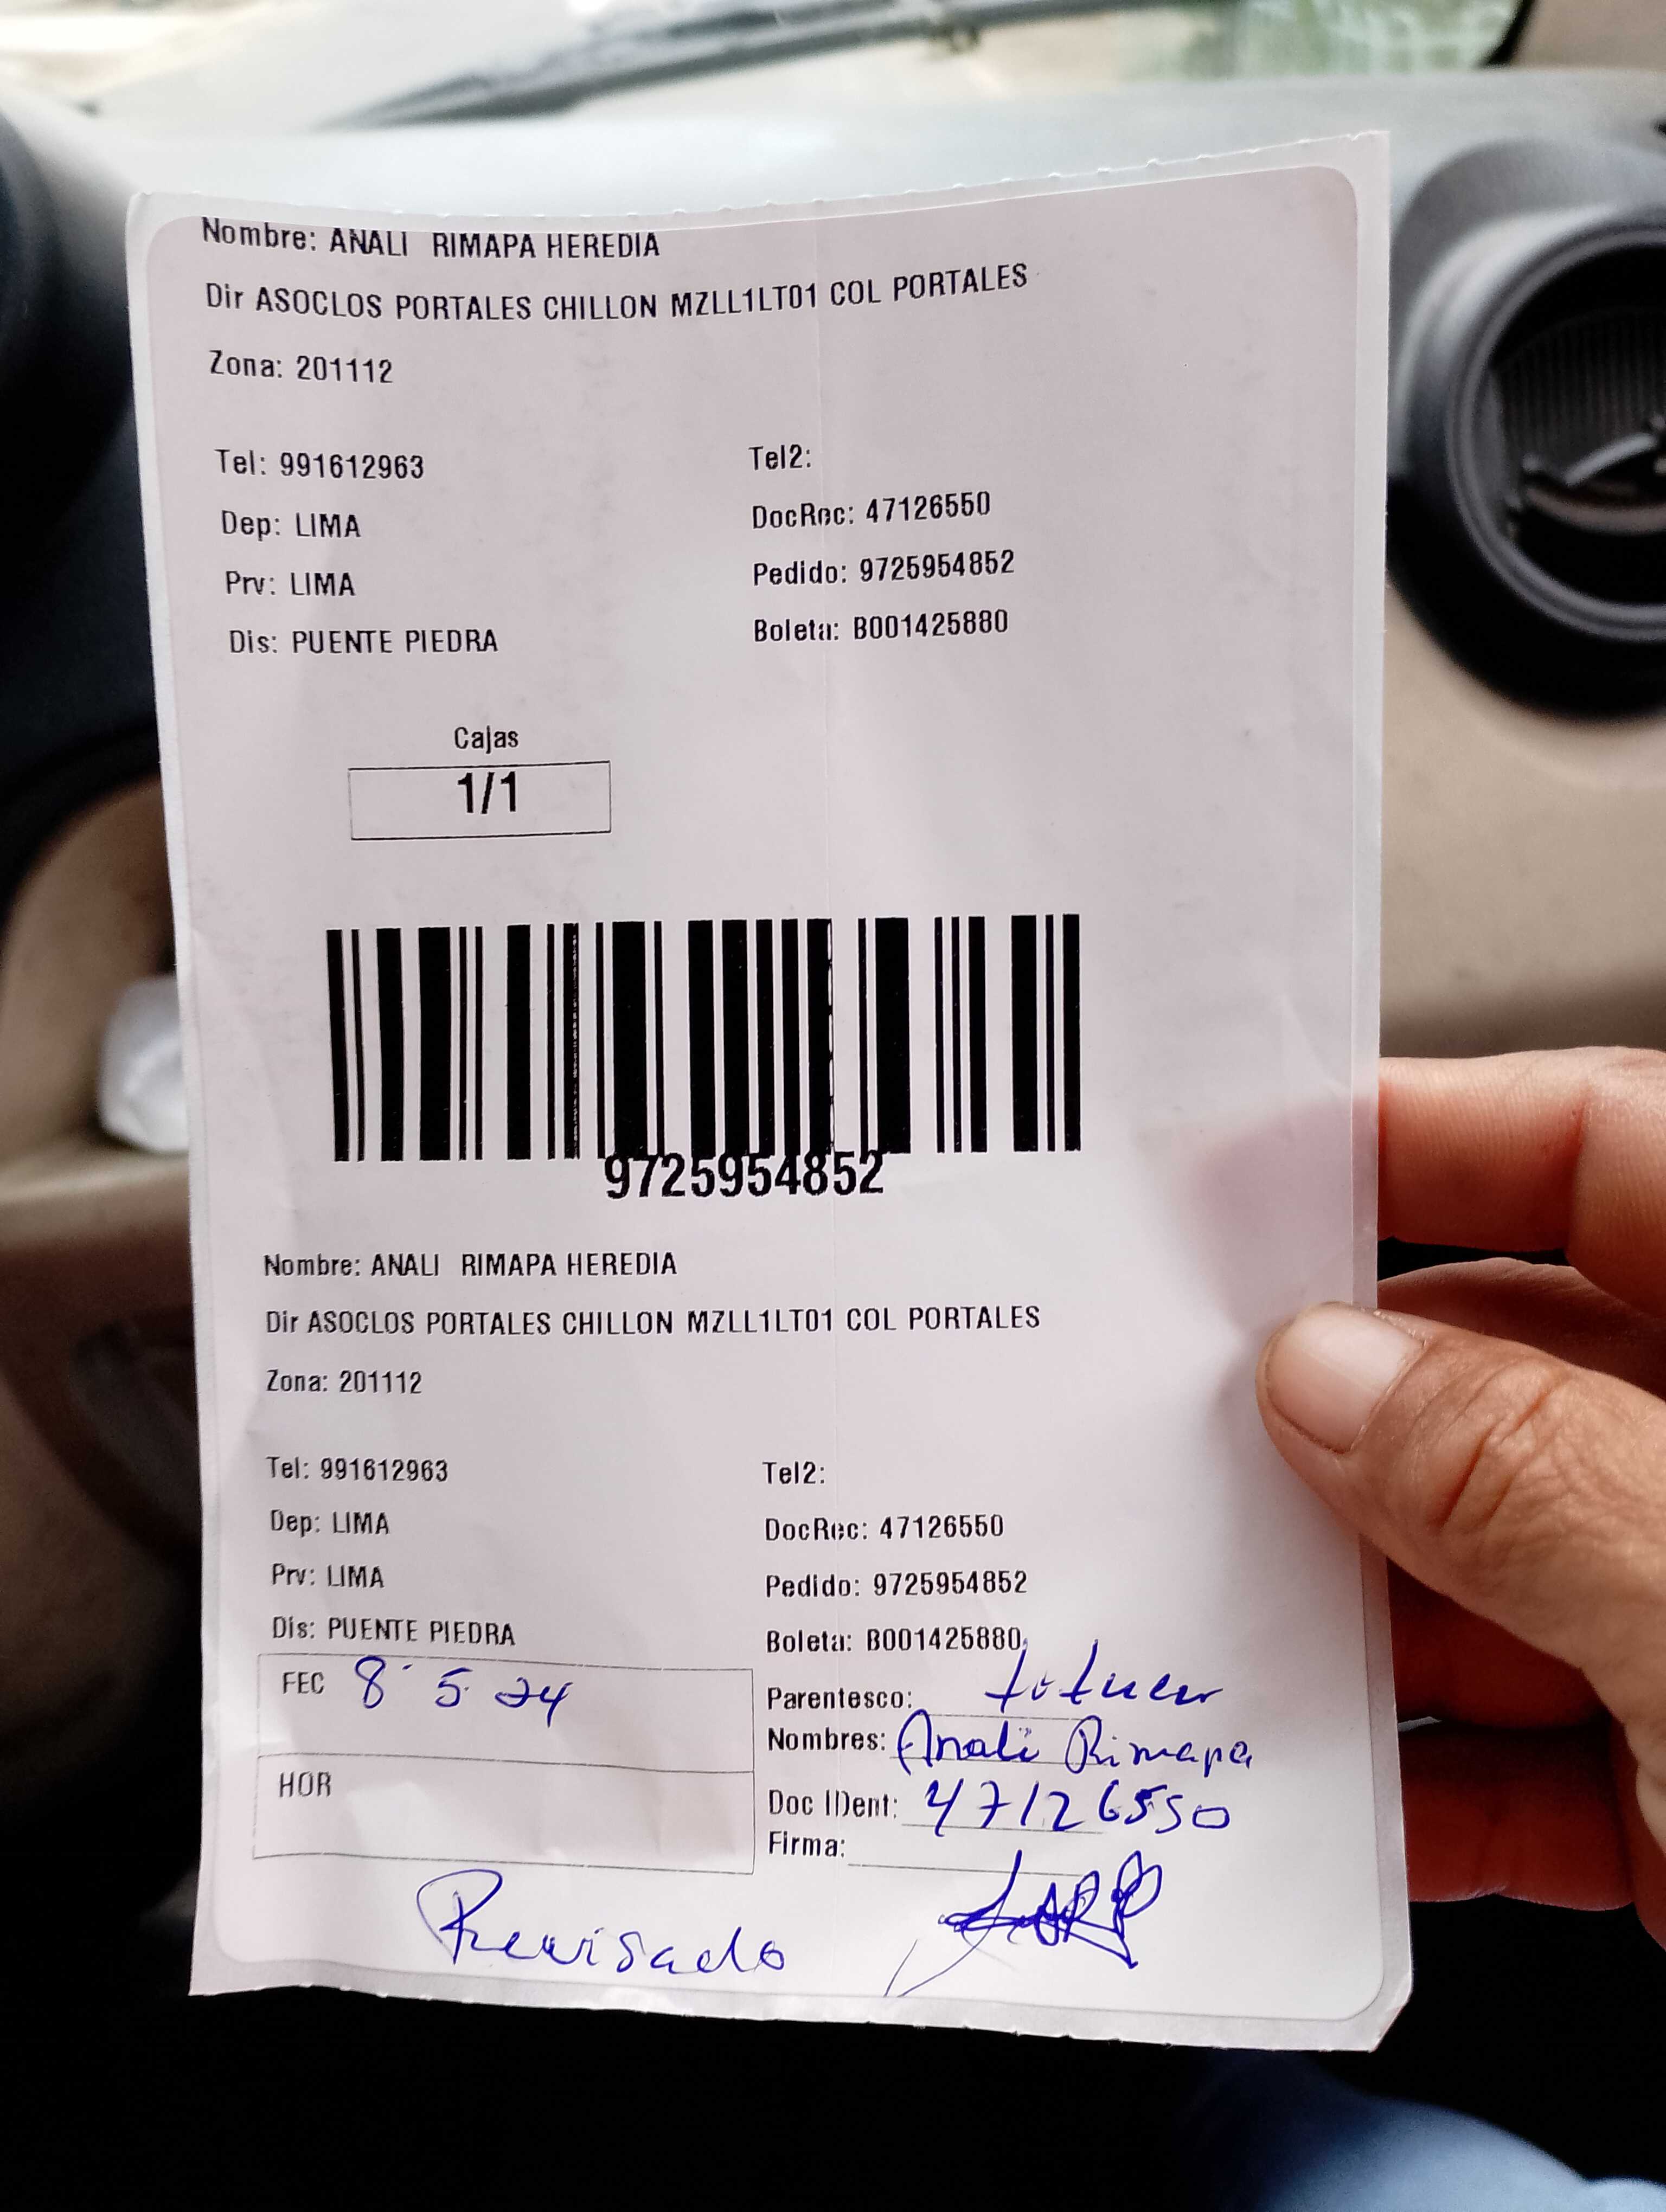 Nombre: ANALI RIMAPA HEREDIA
Dir ASOCLOS PORTALES CHILLON MZLL1LT01 COL PORTALES
Zona: 201112
Tel: 991612963
Tel2:
Dep: LIMA
DocRec: 47126550
Prv: LIMA
Pedido: 9725954852
Dis: PUENTE PIEDRA
Boleta: B001425880
Cajas
1/1
9725954852
Nombre: ANALI RIMAPA HEREDIA
Dir ASOCLOS PORTALES CHILLON MZLL1LT01 COL PORTALES
Zona: 201112
Tel: 991612963
Tel2:
Dep: LIMA
DocRec: 47126550
Prv: LIMA
Pedido: 9725954852
Dis: PUENTE PIEDRA
Boleta: B001425880
FEC 8 5 24
Parentesco:
Nombres: Anali Rimapa
HOR
Doc IDent: 47126550
Firma:
Revisado